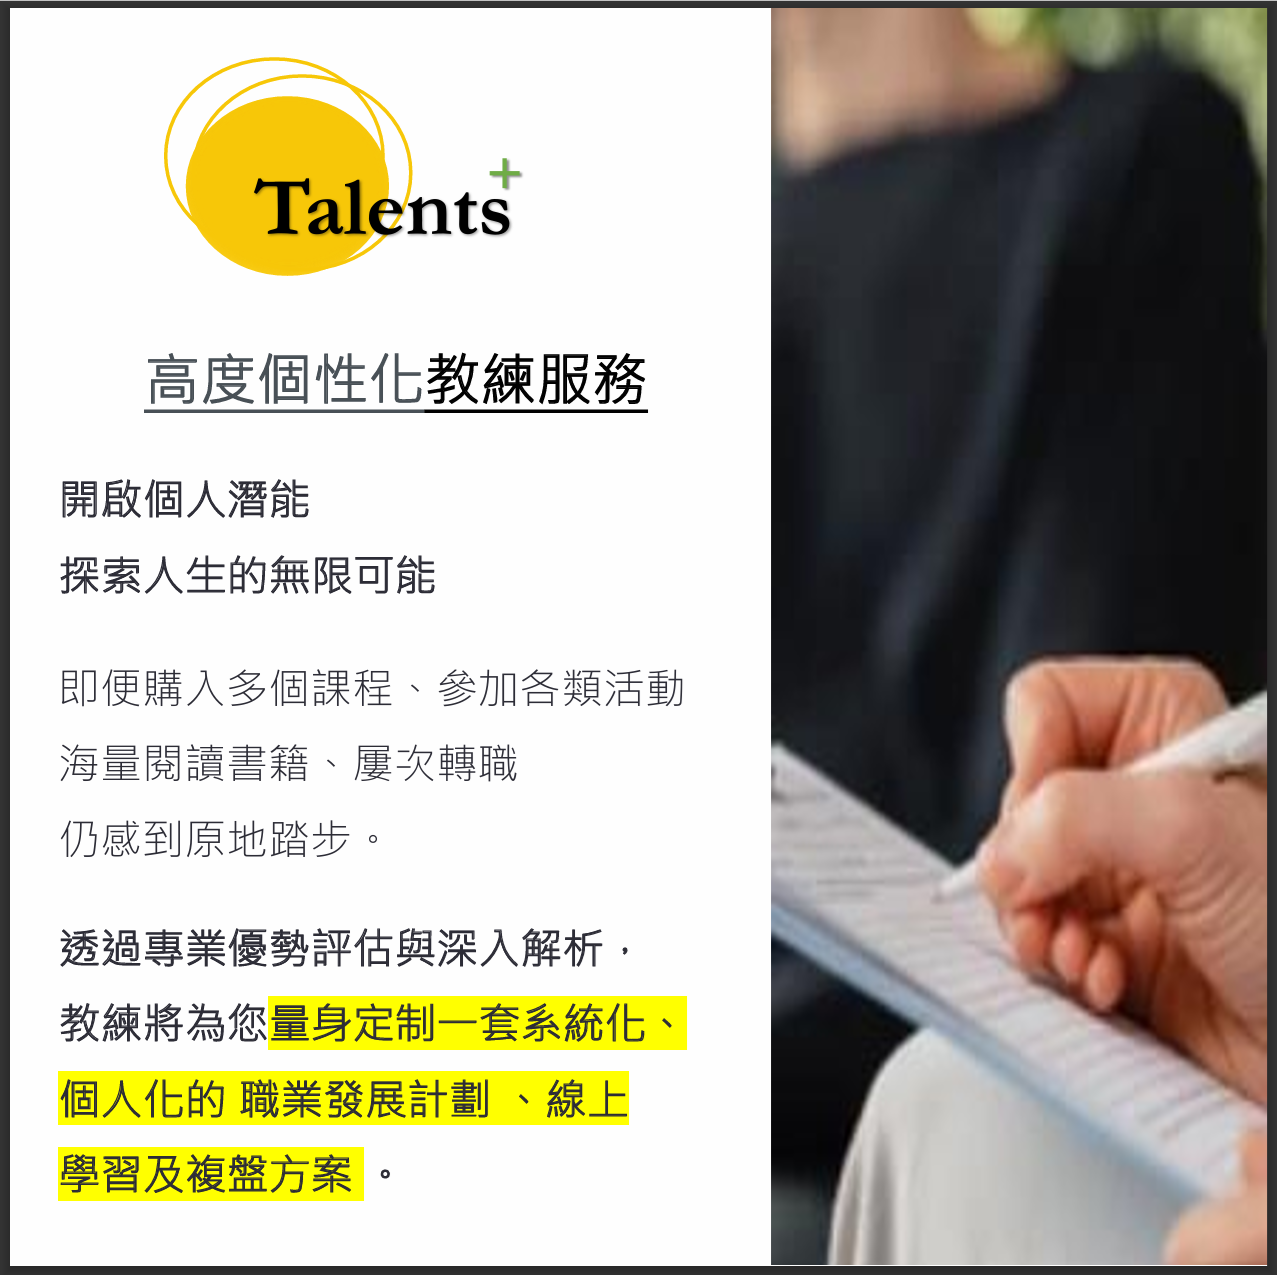 Talents+
高度個性化教練服務
開啟個人潛能
探索人生的無限可能
即便購入多個課程、參加各類活動
海量閱讀書籍、屢次轉職
仍感到原地踏步。
透過專業優勢評估與深入解析，
教練將為您量身定制一套系統化、
個人化的 職業發展計劃 、線上
學習及複盤方案 。